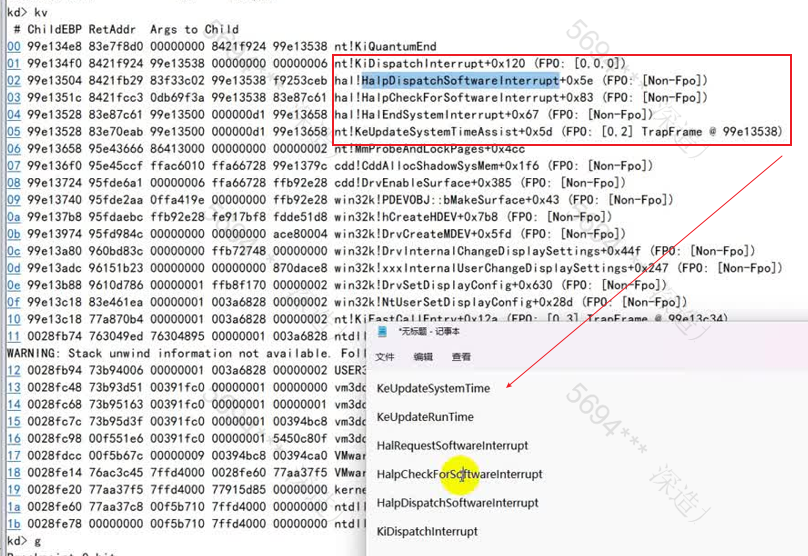 kd> kv
 # ChildEBP RetAddr  Args to Child
00 99e134e8 83e7f8d0 00000000 8421f924 99e13538 nt!KiQuantumEnd
01 99e134f0 8421f924 99e13538 00000000 00000006 nt!KiDispatchInterrupt+0x120 (FPO: [0,0,0])
02 99e13504 8421fb29 83f33c02 99e13538 f9253ceb hal!HalpDispatchSoftwareInterrupt+0x5e (FPO: [Non-Fpo])
03 99e1351c 8421fcc3 0db69f3a 99e13538 83e87c61 hal!HalpCheckForSoftwareInterrupt+0x83 (FPO: [Non-Fpo])
04 99e13528 83e87c61 99e13500 000000d1 99e13658 hal!HalEndSystemInterrupt+0x67 (FPO: [Non-Fpo])
05 99e13528 83e70eab 99e13500 000000d1 99e13658 nt!KeUpdateSystemTimeAssist+0x5d (FPO: [0,2] TrapFrame @ 99e13538)
06 99e13658 95e43666 86413000 00000000 00000002 nt!MmProbeAndLockPages+0x4cc
07 99e136f0 95e45ccf ffac6010 ffa66728 99e1379c cdd!CddAllocShadowSysMem+0x1f6 (FPO: [Non-Fpo])
08 99e13724 95fde6a1 00000006 ffa66728 ffb92e28 cdd!DrvEnableSurface+0x385 (FPO: [Non-Fpo])
09 99e13740 95fde2aa 0ffa419e 00000000 ffb92e28 win32k!PDEVOBJ::bMakeSurface+0x43 (FPO: [Non-Fpo])
0a 99e137b8 95fdaebc ffb92e28 fe917bf8 fdde51d8 win32k!hCreateHDEV+0x7b8 (FPO: [Non-Fpo])
0b 99e13974 95fd984c 00000000 00000000 ace80004 win32k!DrvCreateMDEV+0x5fd (FPO: [Non-Fpo])
0c 99e13a80 960bd83c 00000000 ffb72748 00000000 win32k!DrvInternalChangeDisplaySettings+0x44f (FPO: [Non-Fpo])
0d 99e13adc 96151b23 00000000 00000000 870dace8 win32k!xxxInternalUserChangeDisplaySettings+0x247 (FPO: [Non-Fpo])
0e 99e13b88 9610d786 00000001 ffb8f170 00000002 win32k!DrvSetDisplayConfig+0x630 (FPO: [Non-Fpo])
0f 99e13c18 83e461ea 00000001 003a6828 00000002 win32k!NtUserSetDisplayConfig+0x28d (FPO: [Non-Fpo])
10 99e13c18 77a870b4 00000001 003a6828 00000002 nt!KiFastCallEntry+0x12a (FPO: [0,3] TrapFrame @ 99e13c34)
11 0028fb74 763049ed 76304895 00000001 003a6828 ntdll
WARNING: Stack unwind information not available. Foll
12 0028fb94 73b94006 00000001 003a6828 00000002 USER3
13 0028fc48 73b93d51 00391fc0 00000001 00000000 vm3dd
14 0028fc68 73b95163 00391fc0 00000001 00000001 vm3dd
15 0028fc7c 73b95d3f 00391fc0 00000001 00394bc8 vm3dd
16 0028fc98 00f551e6 00391fc0 00000001 5450c80f vm3dd
17 0028fdcc 00f5b67c 00000009 00394bc8 00394ca0 VMwar
18 0028fe14 76ac3c45 7ffd4000 0028fe60 77aa37f5 VMwar
19 0028fe20 77aa37f5 7ffd4000 77915d85 00000000 kerne
1a 0028fe60 77aa37c8 00f5b710 7ffd4000 00000000 ntdll
1b 0028fe78 00000000 00f5b710 7ffd4000 00000000 ntdll
kd> g
*无标题 - 记事本
文件 编辑 查看
KeUpdateSystemTime
KeUpdateRunTime
HalRequestSoftwareInterrupt
HalpCheckForSoftwareInterrupt
HalpDispatchSoftwareInterrupt
KiDispatchInterrupt
5694*** 深造)